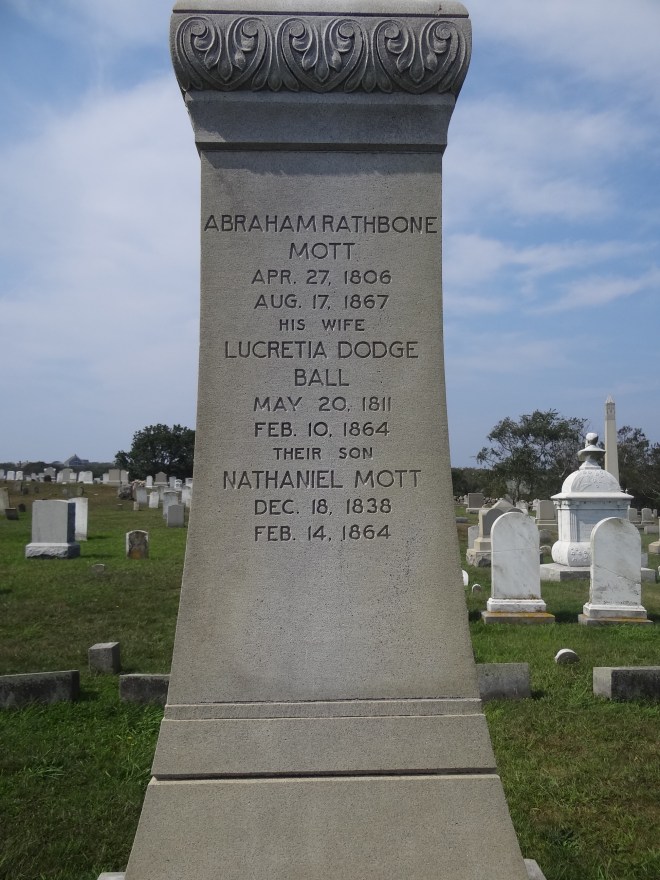 ABRAHAM RATHBONE
MOTT
APR. 27, 1806
AUG. 17, 1867
HIS WIFE
LUCRETIA DODGE
BALL
MAY 20, 1811
FEB. 10, 1864
THEIR SON
NATHANIEL MOTT
DEC. 18, 1838
FEB. 14, 1864